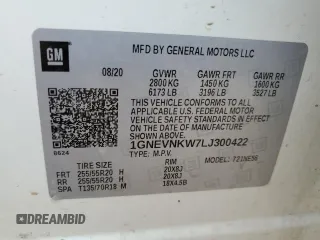 GM
MFD BY GENERAL MOTORS LLC
08/20 GVWR GAWR FRT GAWR RR
2800 KG 1450 KG 1600 KG
6173 LB 3196 LB 3527 LB
THIS VEHICLE CONFORMS TO ALL
APPLICABLE U.S. FEDERAL MOTOR
VEHICLE SAFETY STANDARDS IN EFFECT
ON THE DATE OF MANUFACTURE
SHOWN ABOVE.
1GNEVNKW7LJ300422
0624 TYPE: M.P.V. MODEL:
TIRE SIZE RIM
FRT 255/55R20 H 20X8J
RR 255/55R20 H 20X8J
SPA T135/70R18 M 18X4.5B